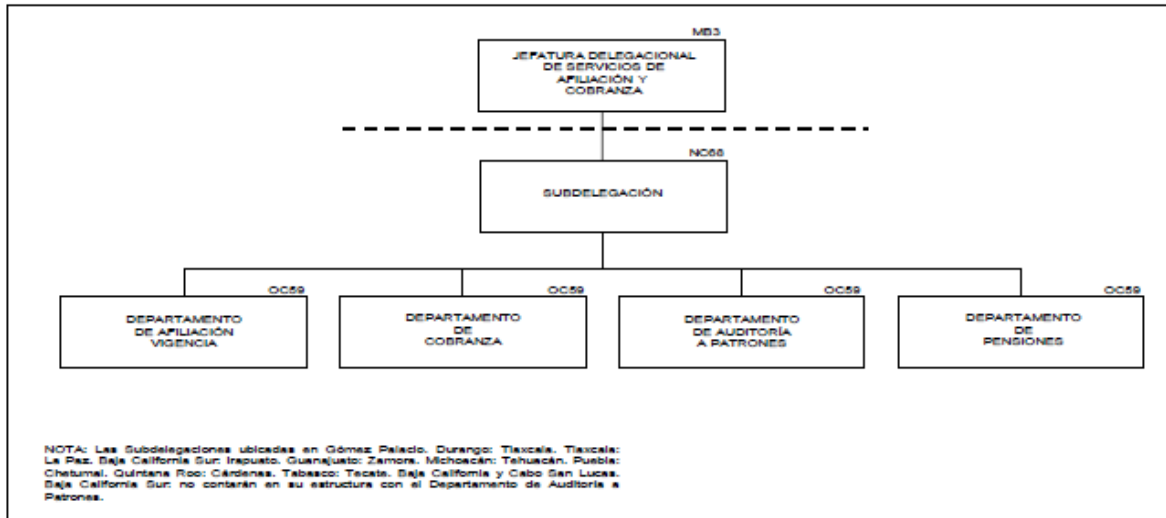 MB3
JEFATURA DELEGACIONAL
DE SERVICIOS DE
AFILIACIÓN Y
COBRANZA
NC68
SUBDELEGACIÓN
OC59
DEPARTAMENTO
DE AFILIACIÓN
VIGENCIA
OC59
DEPARTAMENTO
DE
COBRANZA
OC59
DEPARTAMENTO
DE AUDITORÍA
A PATRONES
OC59
DEPARTAMENTO
DE
PENSIONES
NOTA: Las Subdelegaciones ubicadas en Gómez Palacio, Durango; Tlaxcala, Tlaxcala;
La Paz, Baja California Sur; Irapuato, Guanajuato; Zamora, Michoacán; Tehuacán, Puebla;
Chetumal, Quintana Roo; Cárdenas, Tabasco; Tecate, Baja California y Cabo San Lucas,
Baja California Sur; no contarán en su estructura con el Departamento de Auditoría a
Patrones.